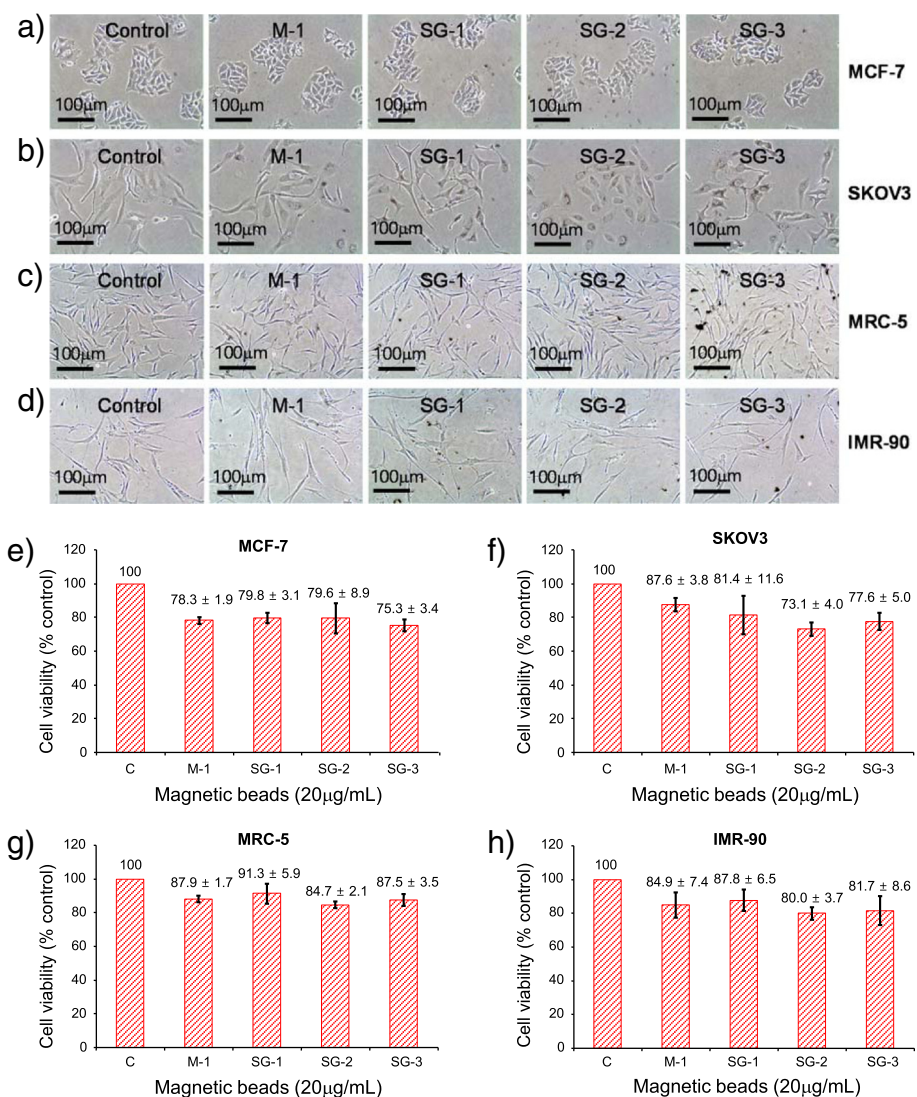 a)
Control M-1 SG-1 SG-2 SG-3
MCF-7
100µm 100µm 100µm 100µm 100µm
b)
Control M-1 SG-1 SG-2 SG-3
SKOV3
100µm 100µm 100µm 100µm 100µm
c)
Control M-1 SG-1 SG-2 SG-3
MRC-5
100µm 100µm 100µm 100µm 100µm
d)
Control M-1 SG-1 SG-2 SG-3
IMR-90
100µm 100µm 100µm 100µm 100µm
e)
MCF-7
Cell viability (% control)
120
100
80
60
40
20
0
100
78.3 ± 1.9
79.8 ± 3.1
79.6 ± 8.9
75.3 ± 3.4
C M-1 SG-1 SG-2 SG-3
Magnetic beads (20µg/mL)
f)
SKOV3
Cell viability (% control)
120
100
80
60
40
20
0
100
87.6 ± 3.8
81.4 ± 11.6
73.1 ± 4.0
77.6 ± 5.0
C M-1 SG-1 SG-2 SG-3
Magnetic beads (20µg/mL)
g)
MRC-5
Cell viability (% control)
120
100
80
60
40
20
0
100
87.9 ± 1.7
91.3 ± 5.9
84.7 ± 2.1
87.5 ± 3.5
C M-1 SG-1 SG-2 SG-3
Magnetic beads (20µg/mL)
h)
IMR-90
Cell viability (% control)
120
100
80
60
40
20
0
100
84.9 ± 7.4
87.8 ± 6.5
80.0 ± 3.7
81.7 ± 8.6
C M-1 SG-1 SG-2 SG-3
Magnetic beads (20µg/mL)